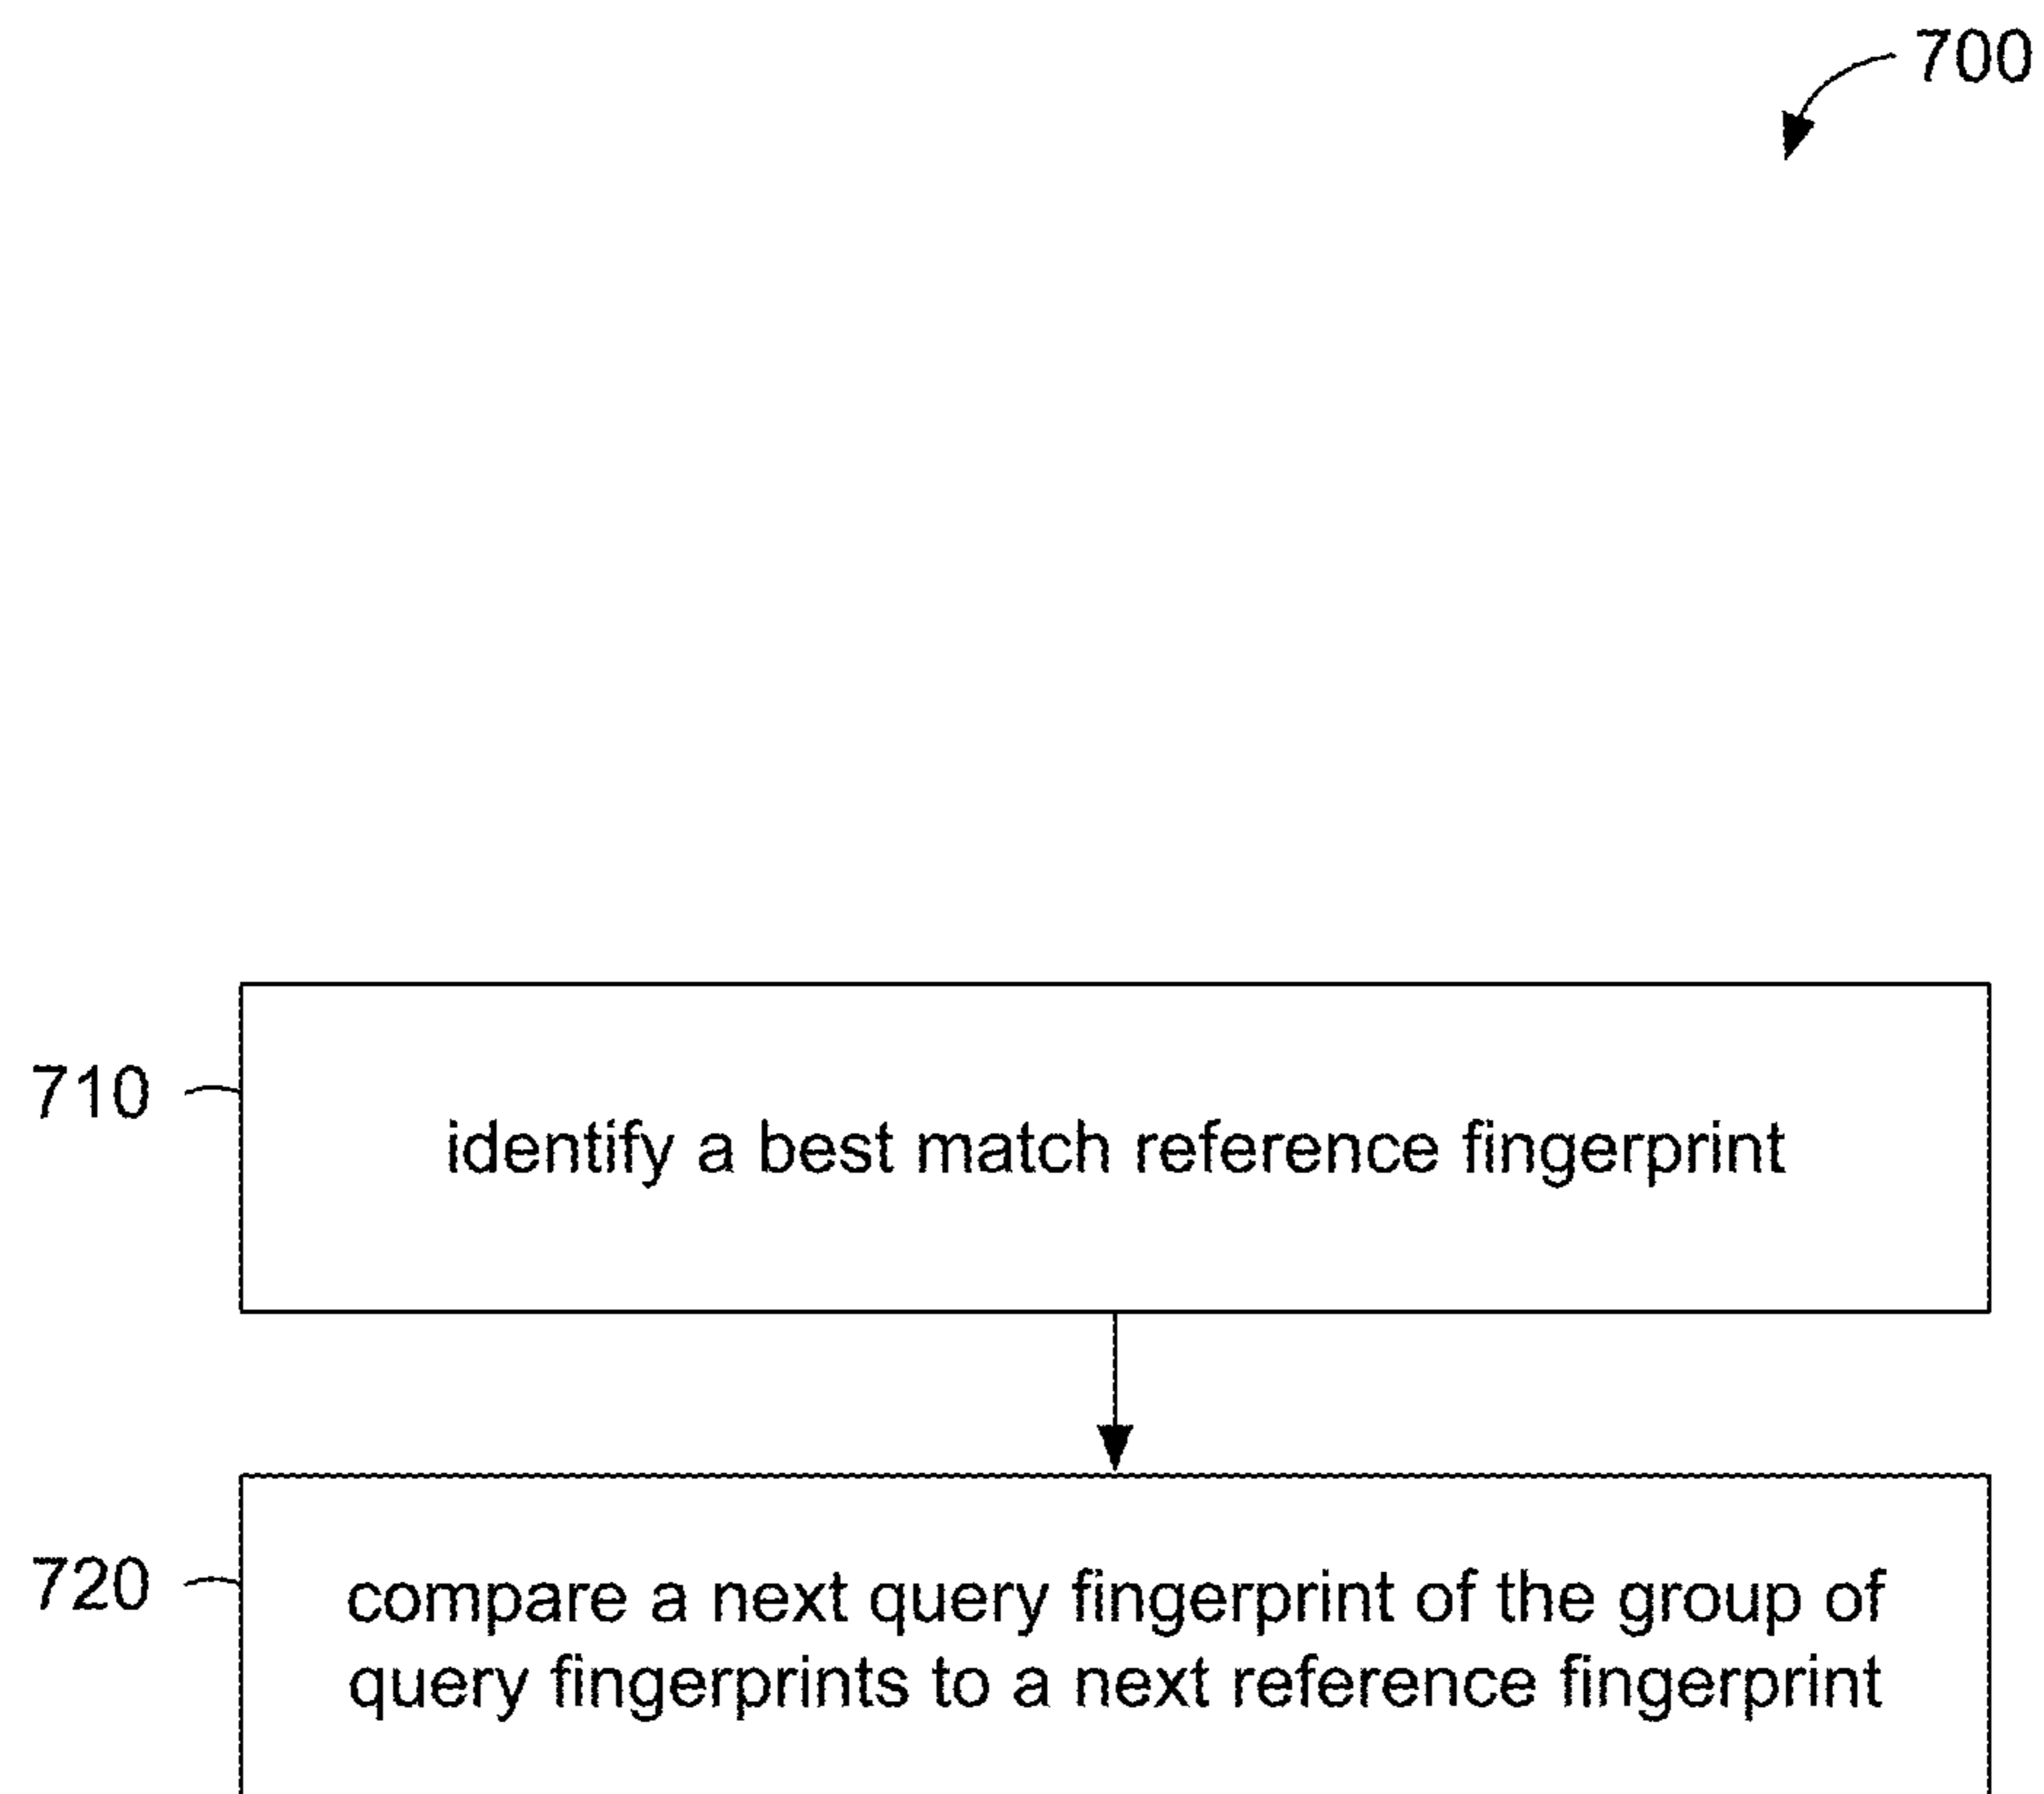 700
710
identify a best match reference fingerprint
720
compare a next query fingerprint of the group of
query fingerprints to a next reference fingerprint